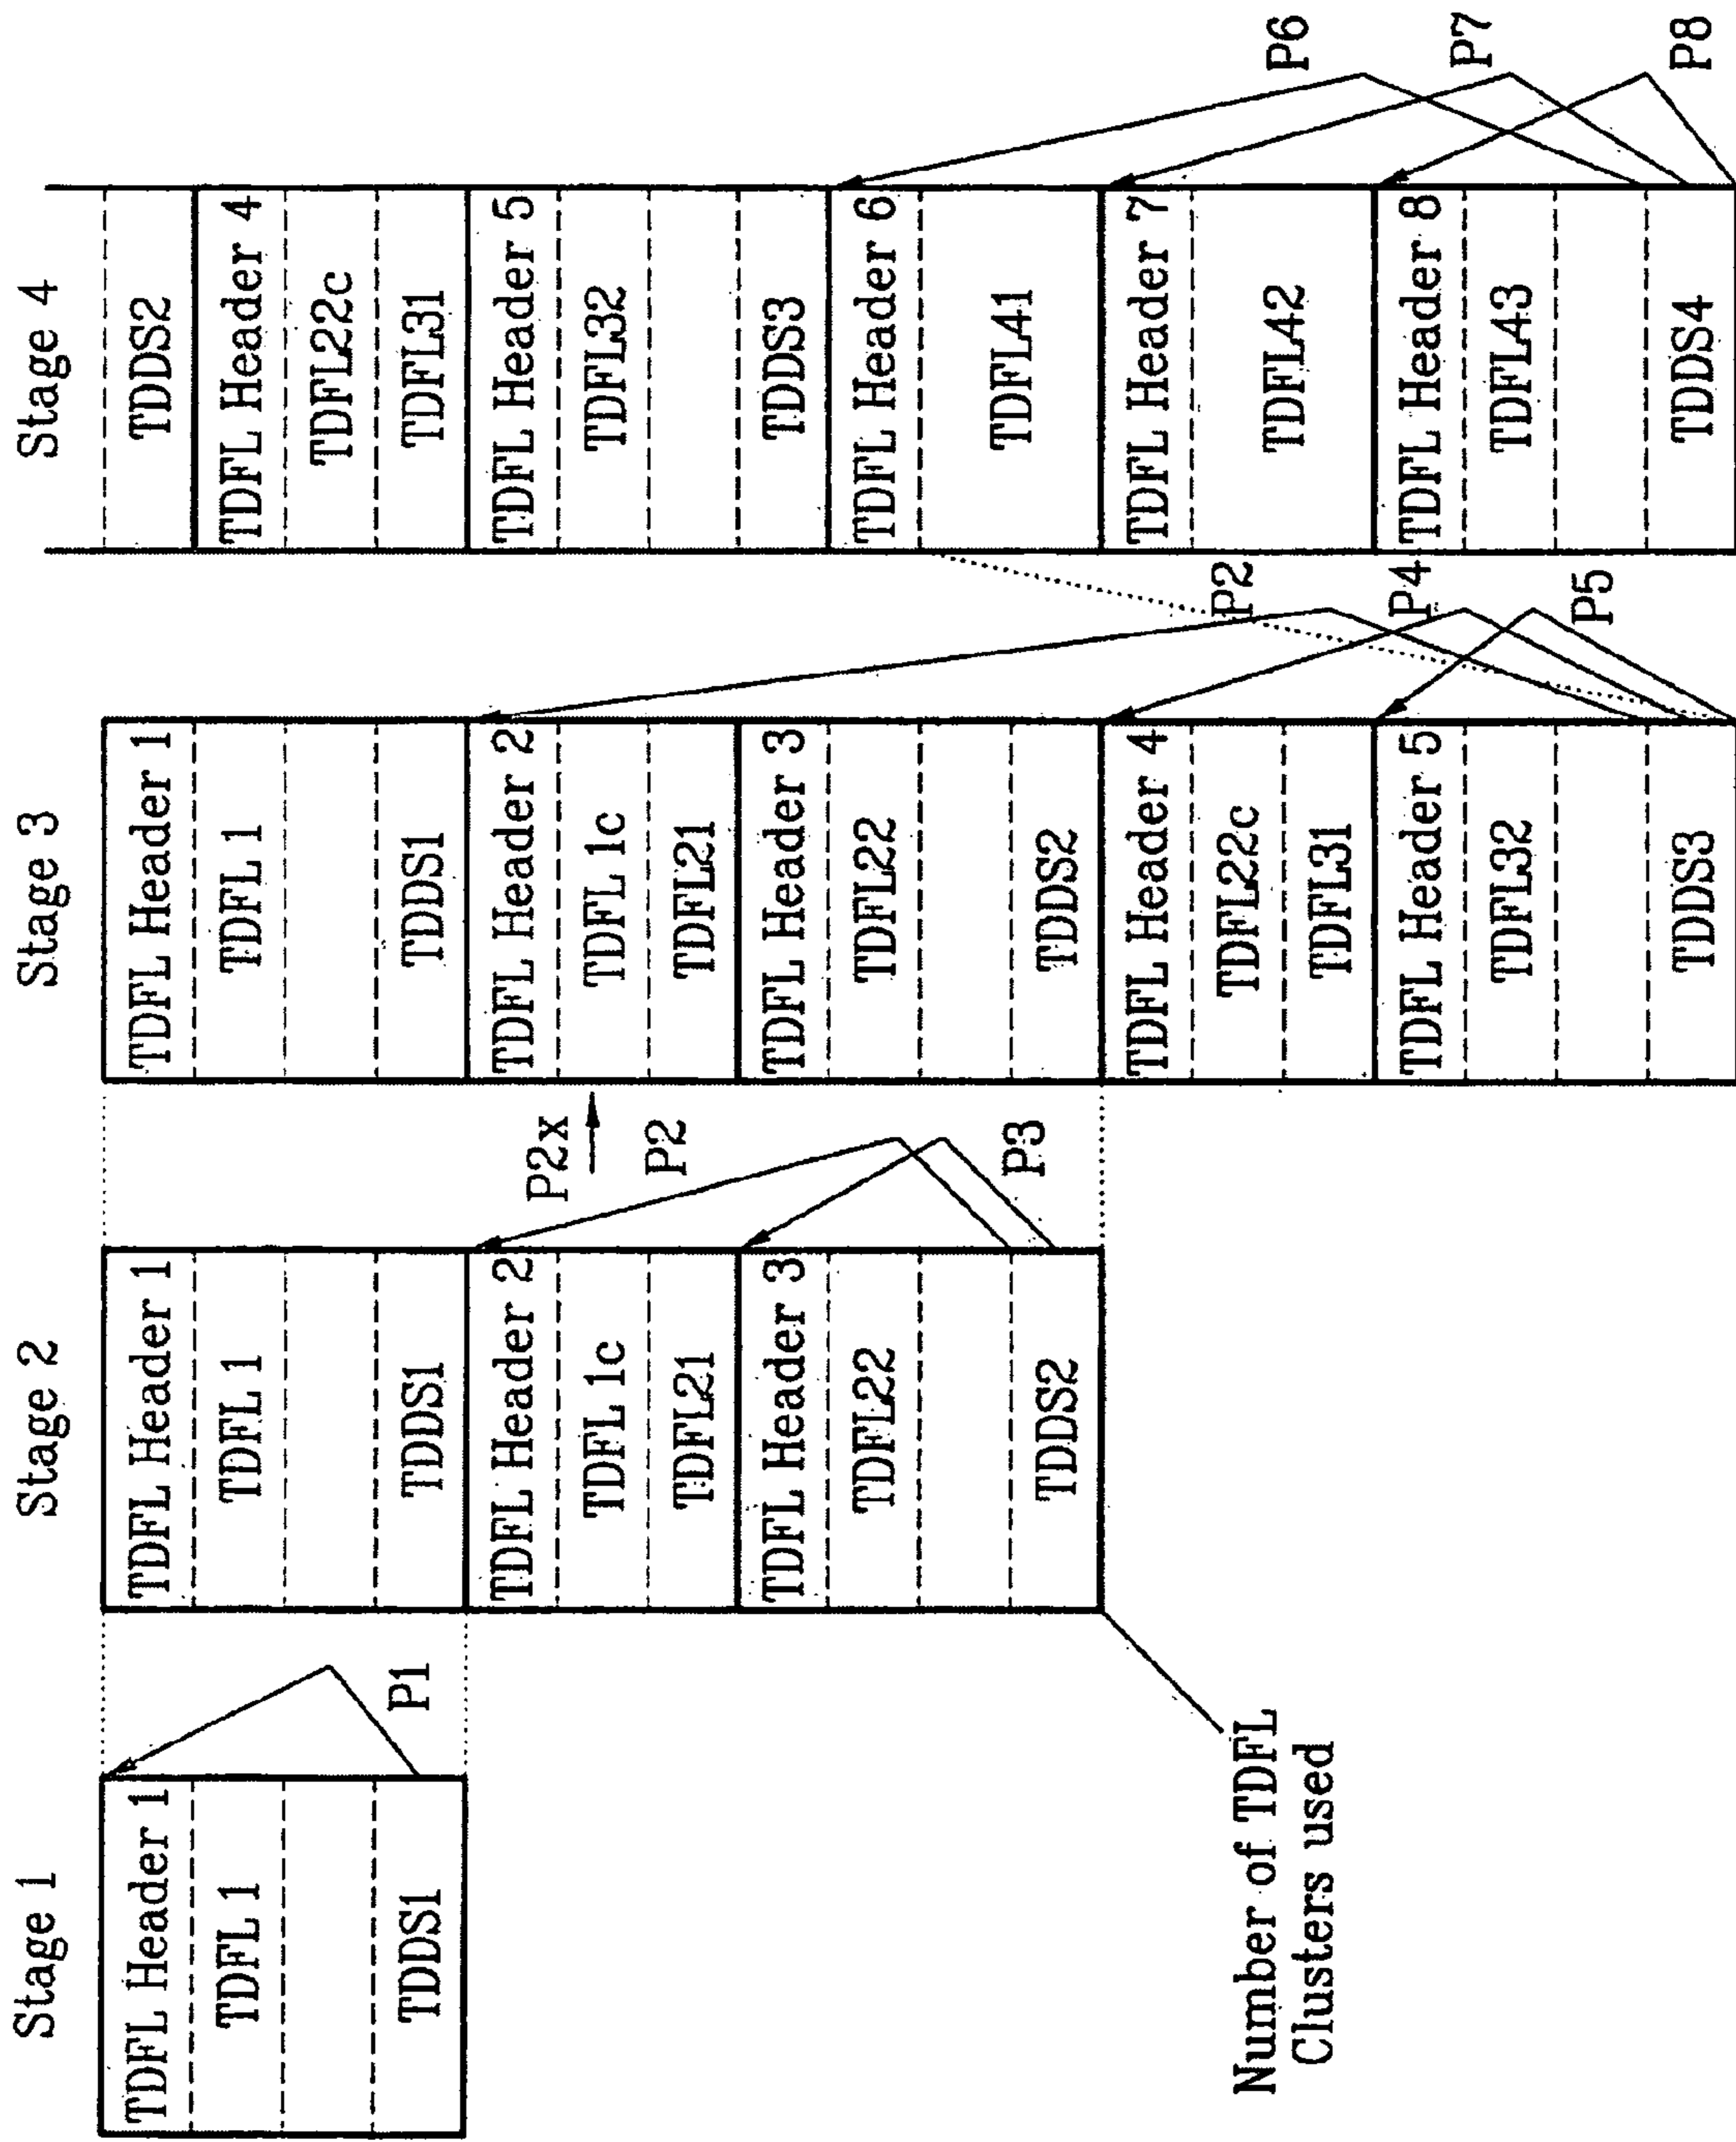 Stage 1
TDFL Header 1
TDFL 1
TDDS1
P1
Stage 2
TDFL Header 1
TDFL 1
TDDS1
TDFL Header 2
TDFL 1c
TDFL21
TDFL Header 3
TDFL22
TDDS2
P2x
P2
P3
Number of TDFL
Clusters used
Stage 3
TDFL Header 1
TDFL 1
TDDS1
TDFL Header 2
TDFL 1c
TDFL21
TDFL Header 3
TDFL22
TDDS2
TDFL Header 4
TDFL22c
TDFL31
TDFL Header 5
TDFL32
TDDS3
P2
P4
P5
Stage 4
TDDS2
TDFL Header 4
TDFL22c
TDFL31
TDFL Header 5
TDFL32
TDDS3
TDFL Header 6
TDFL41
TDFL Header 7
TDFL42
TDFL Header 8
TDFL43
TDDS4
P6
P7
P8